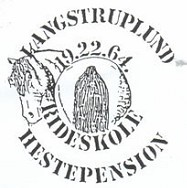 LANGSTRUPLUND
19.22.64.
RIDESKOLE
HESTEPENSION